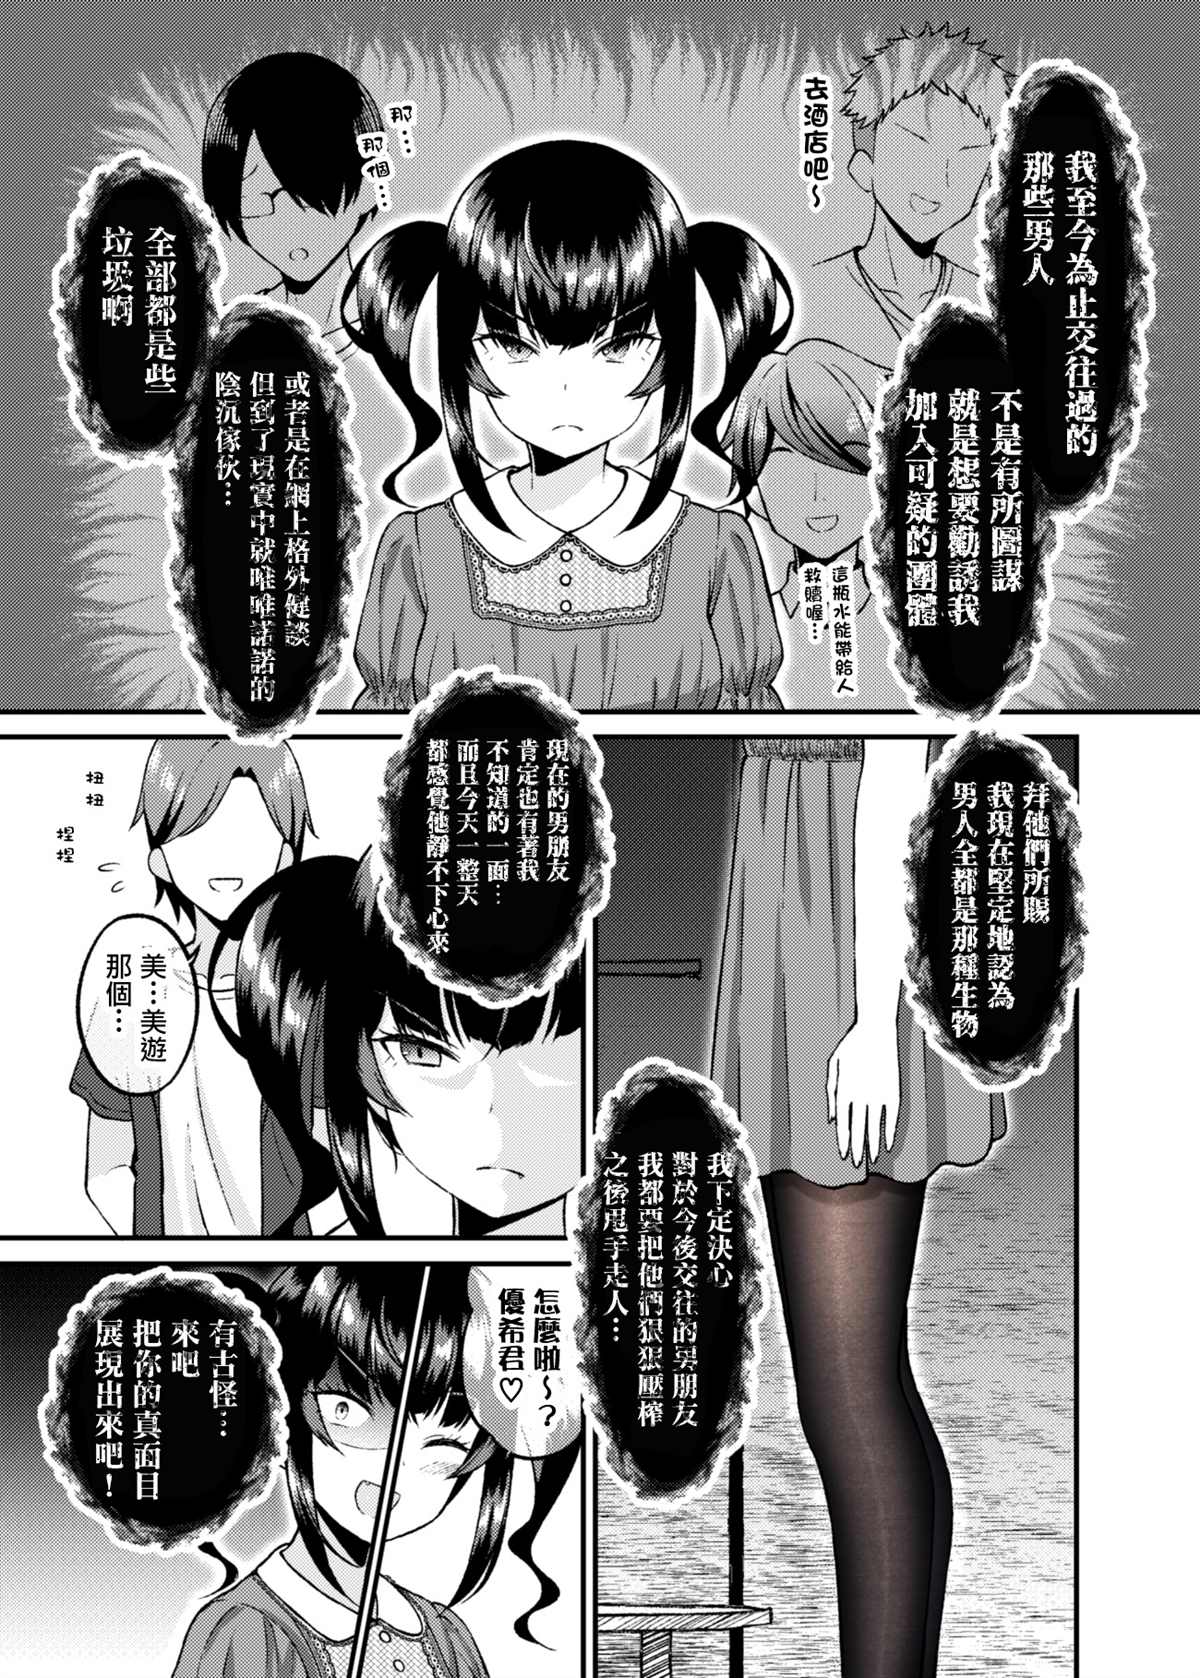 我至今為止交往過的
那些男人
去酒店吧～
不是有所圖謀
就是想要勸誘我
加入可疑的團體
這瓶水能帶給人
救贖喔…
那…
那個…
或者是在網上格外健談
但到了現實中就唯唯諾諾的
陰沉傢伙…
全部都是些
垃圾啊
拜他們所賜
我現在堅定地認為
男人全都是那種生物
我下定決心
對於今後交往的男朋友
我都要把他們狠狠壓榨
之後甩手走人…
現在的男朋友
肯定也有著我
不知道的一面…
而且今天一整天
都感覺他靜不下心來
扭
扭
捏
捏
美…美遊
那個…
怎麼啦～？
優希君♡
有古怪…
來吧
把你的真面目
展現出來吧！